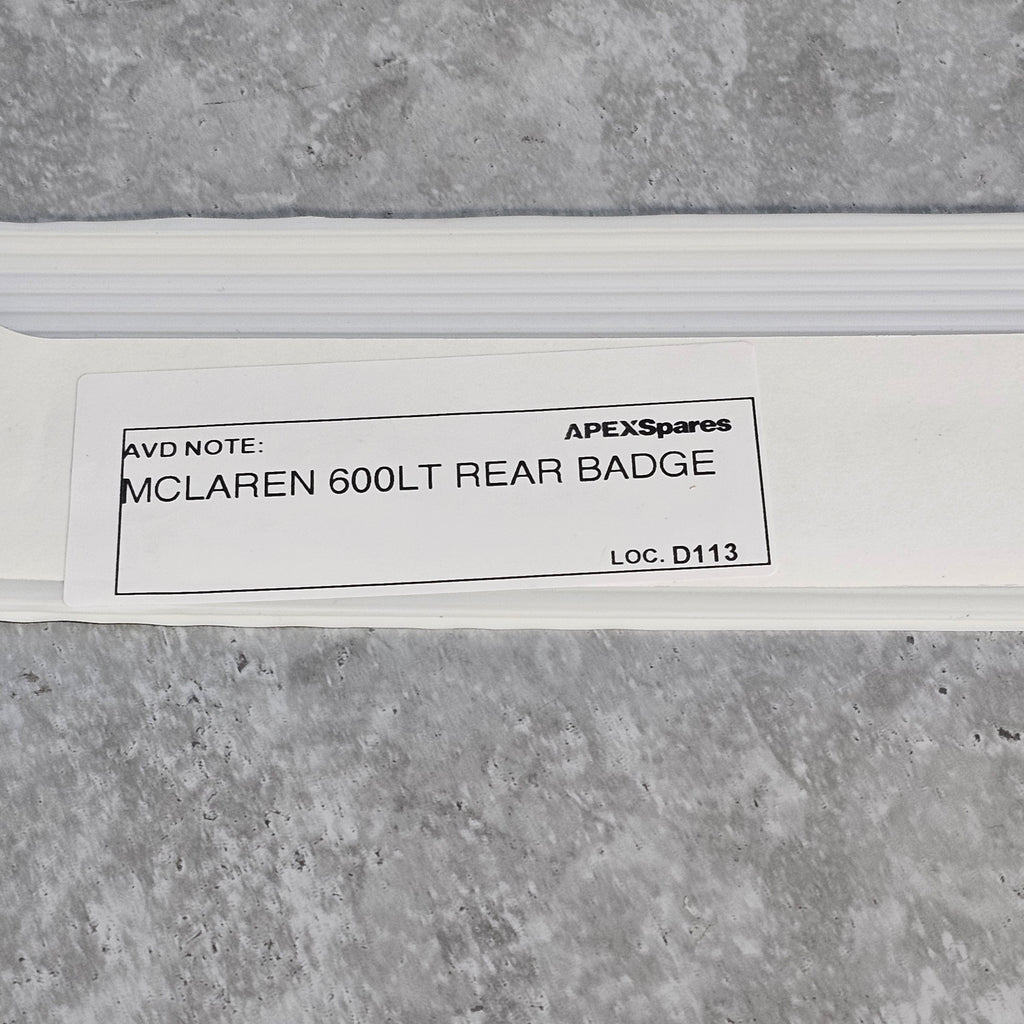 AVD NOTE:
APEXSpares
MCLAREN 600LT REAR BADGE
LOC. D113